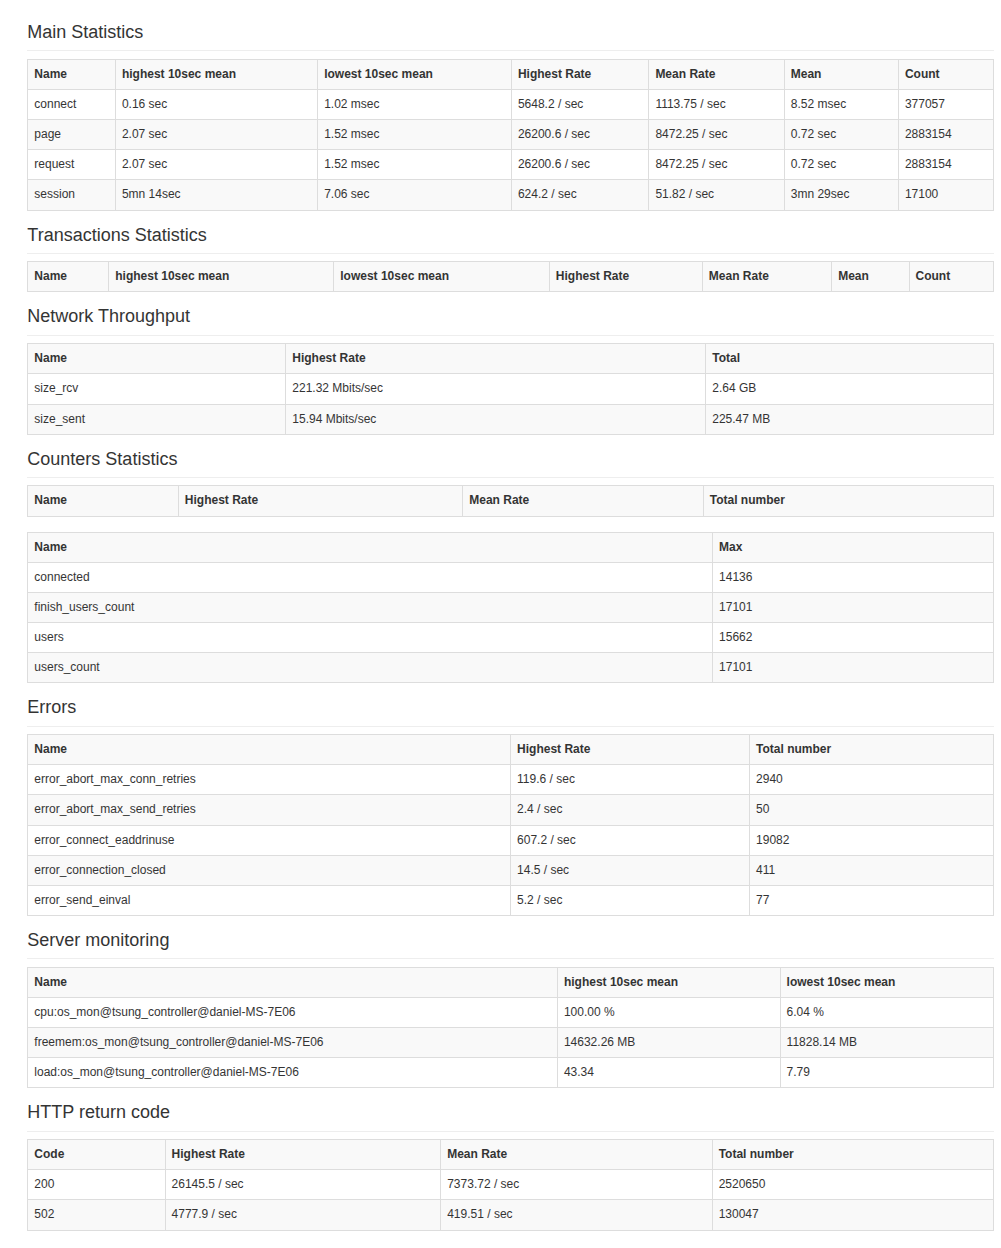 Main Statistics
Name highest 10sec mean lowest 10sec mean Highest Rate Mean Rate Mean Count
connect 0.16 sec 1.02 msec 5648.2 / sec 1113.75 / sec 8.52 msec 377057
page 2.07 sec 1.52 msec 26200.6 / sec 8472.25 / sec 0.72 sec 2883154
request 2.07 sec 1.52 msec 26200.6 / sec 8472.25 / sec 0.72 sec 2883154
session 5mn 14sec 7.06 sec 624.2 / sec 51.82 / sec 3mn 29sec 17100
Transactions Statistics
Name highest 10sec mean lowest 10sec mean Highest Rate Mean Rate Mean Count
Network Throughput
Name Highest Rate Total
size_rcv 221.32 Mbits/sec 2.64 GB
size_sent 15.94 Mbits/sec 225.47 MB
Counters Statistics
Name Highest Rate Mean Rate Total number
Name Max
connected 14136
finish_users_count 17101
users 15662
users_count 17101
Errors
Name Highest Rate Total number
error_abort_max_conn_retries 119.6 / sec 2940
error_abort_max_send_retries 2.4 / sec 50
error_connect_eaddrinuse 607.2 / sec 19082
error_connection_closed 14.5 / sec 411
error_send_einval 5.2 / sec 77
Server monitoring
Name highest 10sec mean lowest 10sec mean
cpu:os_mon@tsung_controller@daniel-MS-7E06 100.00 % 6.04 %
freemem:os_mon@tsung_controller@daniel-MS-7E06 14632.26 MB 11828.14 MB
load:os_mon@tsung_controller@daniel-MS-7E06 43.34 7.79
HTTP return code
Code Highest Rate Mean Rate Total number
200 26145.5 / sec 7373.72 / sec 2520650
502 4777.9 / sec 419.51 / sec 130047